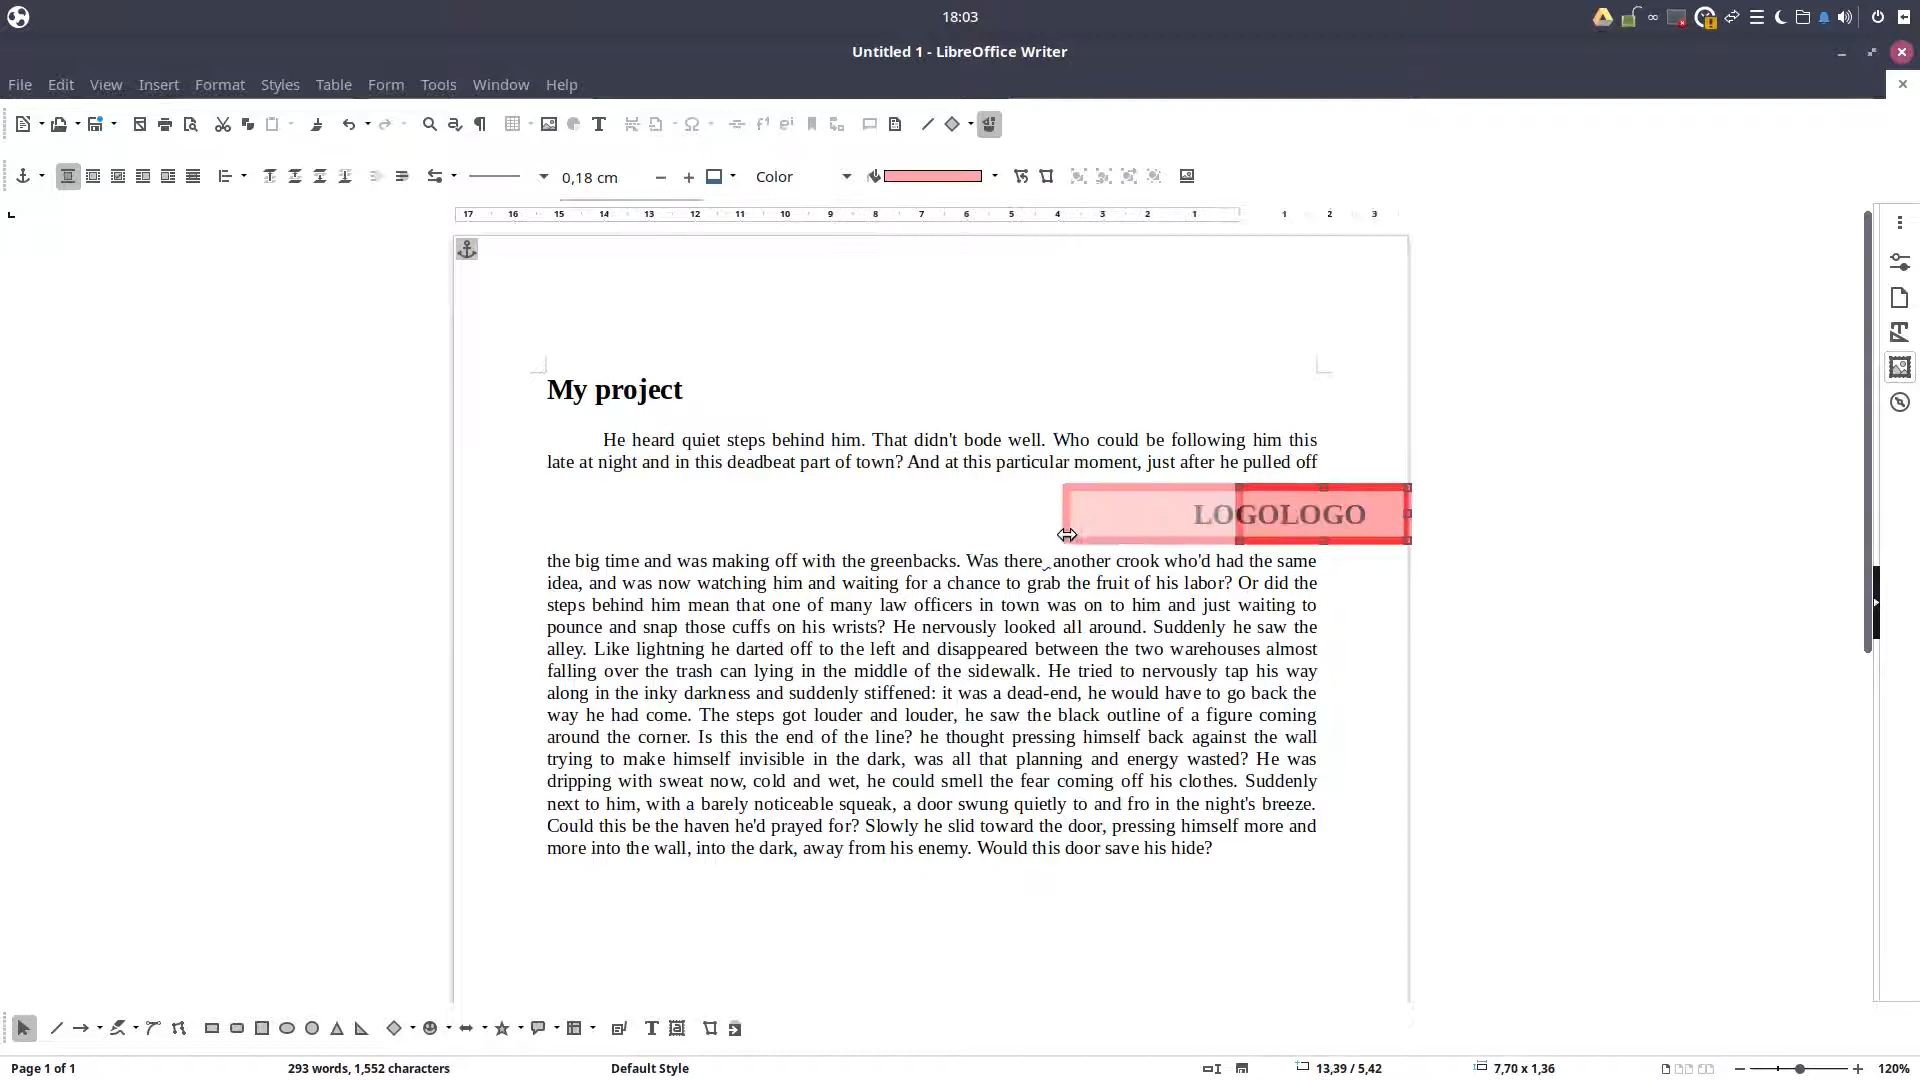 18:03
Untitled 1 - LibreOffice Writer
File Edit View Insert Format Styles Table Form Tools Window Help
0,18 cm
Color
17 16 15 14 13 12 11 10 9 8 7 6 5 4 3 2 1 1 2 3
My project
He heard quiet steps behind him. That didn't bode well. Who could be following him this
late at night and in this deadbeat part of town? And at this particular moment, just after he pulled off
LOGOLOGO
the big time and was making off with the greenbacks. Was there another crook who'd had the same
idea, and was now watching him and waiting for a chance to grab the fruit of his labor? Or did the
steps behind him mean that one of many law officers in town was on to him and just waiting to
pounce and snap those cuffs on his wrists? He nervously looked all around. Suddenly he saw the
alley. Like lightning he darted off to the left and disappeared between the two warehouses almost
falling over the trash can lying in the middle of the sidewalk. He tried to nervously tap his way
along in the inky darkness and suddenly stiffened: it was a dead-end, he would have to go back the
way he had come. The steps got louder and louder, he saw the black outline of a figure coming
around the corner. Is this the end of the line? he thought pressing himself back against the wall
trying to make himself invisible in the dark, was all that planning and energy wasted? He was
dripping with sweat now, cold and wet, he could smell the fear coming off his clothes. Suddenly
next to him, with a barely noticeable squeak, a door swung quietly to and fro in the night's breeze.
Could this be the haven he'd prayed for? Slowly he slid toward the door, pressing himself more and
more into the wall, into the dark, away from his enemy. Would this door save his hide?
Page 1 of 1
293 words, 1,552 characters
Default Style
13,39 / 5,42
7,70 x 1,36
120%